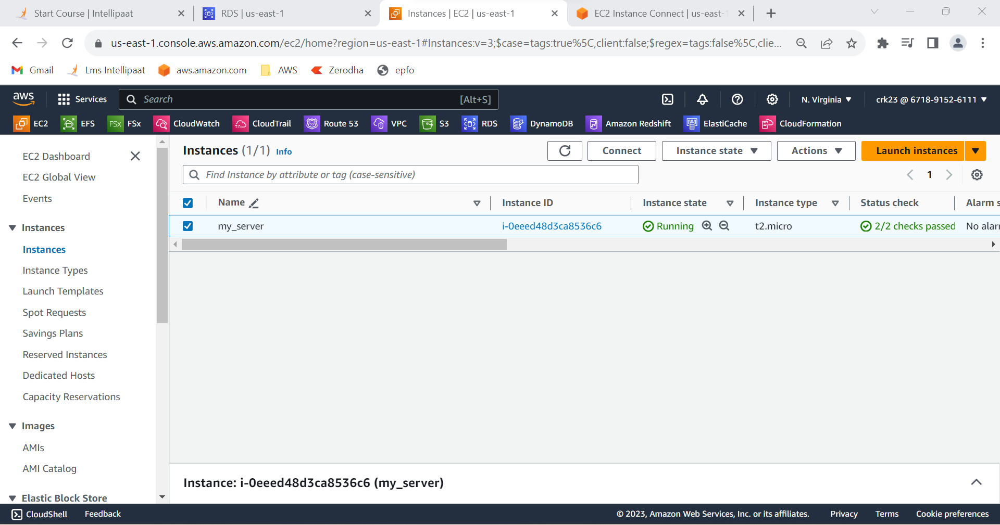 Start Course | Intellipaat
RDS | us-east-1
Instances | EC2 | us-east-1
EC2 Instance Connect | us-east-1
us-east-1.console.aws.amazon.com/ec2/home?region=us-east-1#Instances:v=3;$case=tags:true%5C,client:false;$regex=tags:false%5C,clie...
Gmail
Lms Intellipaat
aws.amazon.com
AWS
Zerodha
epfo
aws
Services
Search
[Alt+S]
N. Virginia
crk23 @ 6718-9152-6111
EC2
EFS
FSx
FSx
CloudWatch
CloudTrail
53
Route 53
VPC
S3
RDS
DynamoDB
Amazon Redshift
ElastiCache
CloudFormation
EC2 Dashboard
EC2 Global View
Events
Instances
Instances
Instance Types
Launch Templates
Spot Requests
Savings Plans
Reserved Instances
Dedicated Hosts
Capacity Reservations
Images
AMIs
AMI Catalog
Elastic Block Store
Instances (1/1) Info
Connect
Instance state
Actions
Launch instances
Find Instance by attribute or tag (case-sensitive)
1
Name
Instance ID
Instance state
Instance type
Status check
Alarm s
my_server
i-0eeed48d3ca8536c6
Running
t2.micro
2/2 checks passed
No alar
Instance: i-0eeed48d3ca8536c6 (my_server)
CloudShell
Feedback
© 2023, Amazon Web Services, Inc. or its affiliates.
Privacy
Terms
Cookie preferences